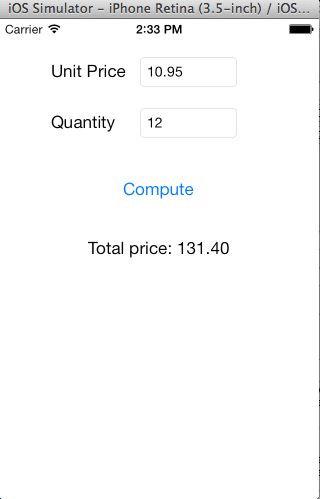 iOS Simulator - iPhone Retina (3.5-inch) / iOS...
Carrier 2:33 PM
Unit Price 10.95
Quantity 12
Compute
Total price: 131.40